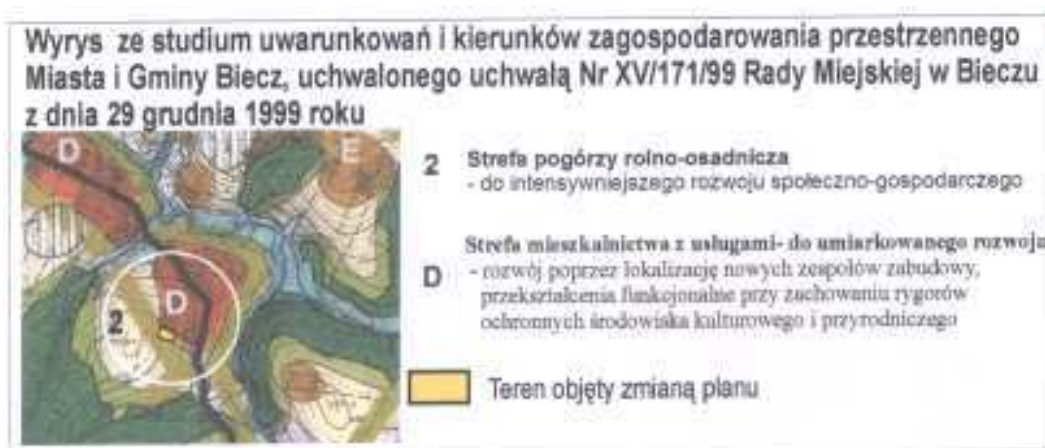 Wyrys ze studium uwarunkowań i kierunków zagospodarowania przestrzennego
Miasta i Gminy Biecz, uchwalonego uchwałą Nr XV/171/99 Rady Miejskiej w Bieczu
z dnia 29 grudnia 1999 roku
D
E
D
2
2 Strefa pogórzy rolno-osadnicza
- do intensywniejszego rozwoju społeczno-gospodarczego
Strefa mieszkalnictwa z usługami- do umiarkowanego rozwoju
D - rozwój poprzez lokalizację nowych zespołów zabudowy,
przekształcenia funkcjonalne przy zachowaniu rygorów
ochronnych środowiska kulturowego i przyrodniczego
Teren objęty zmianą planu